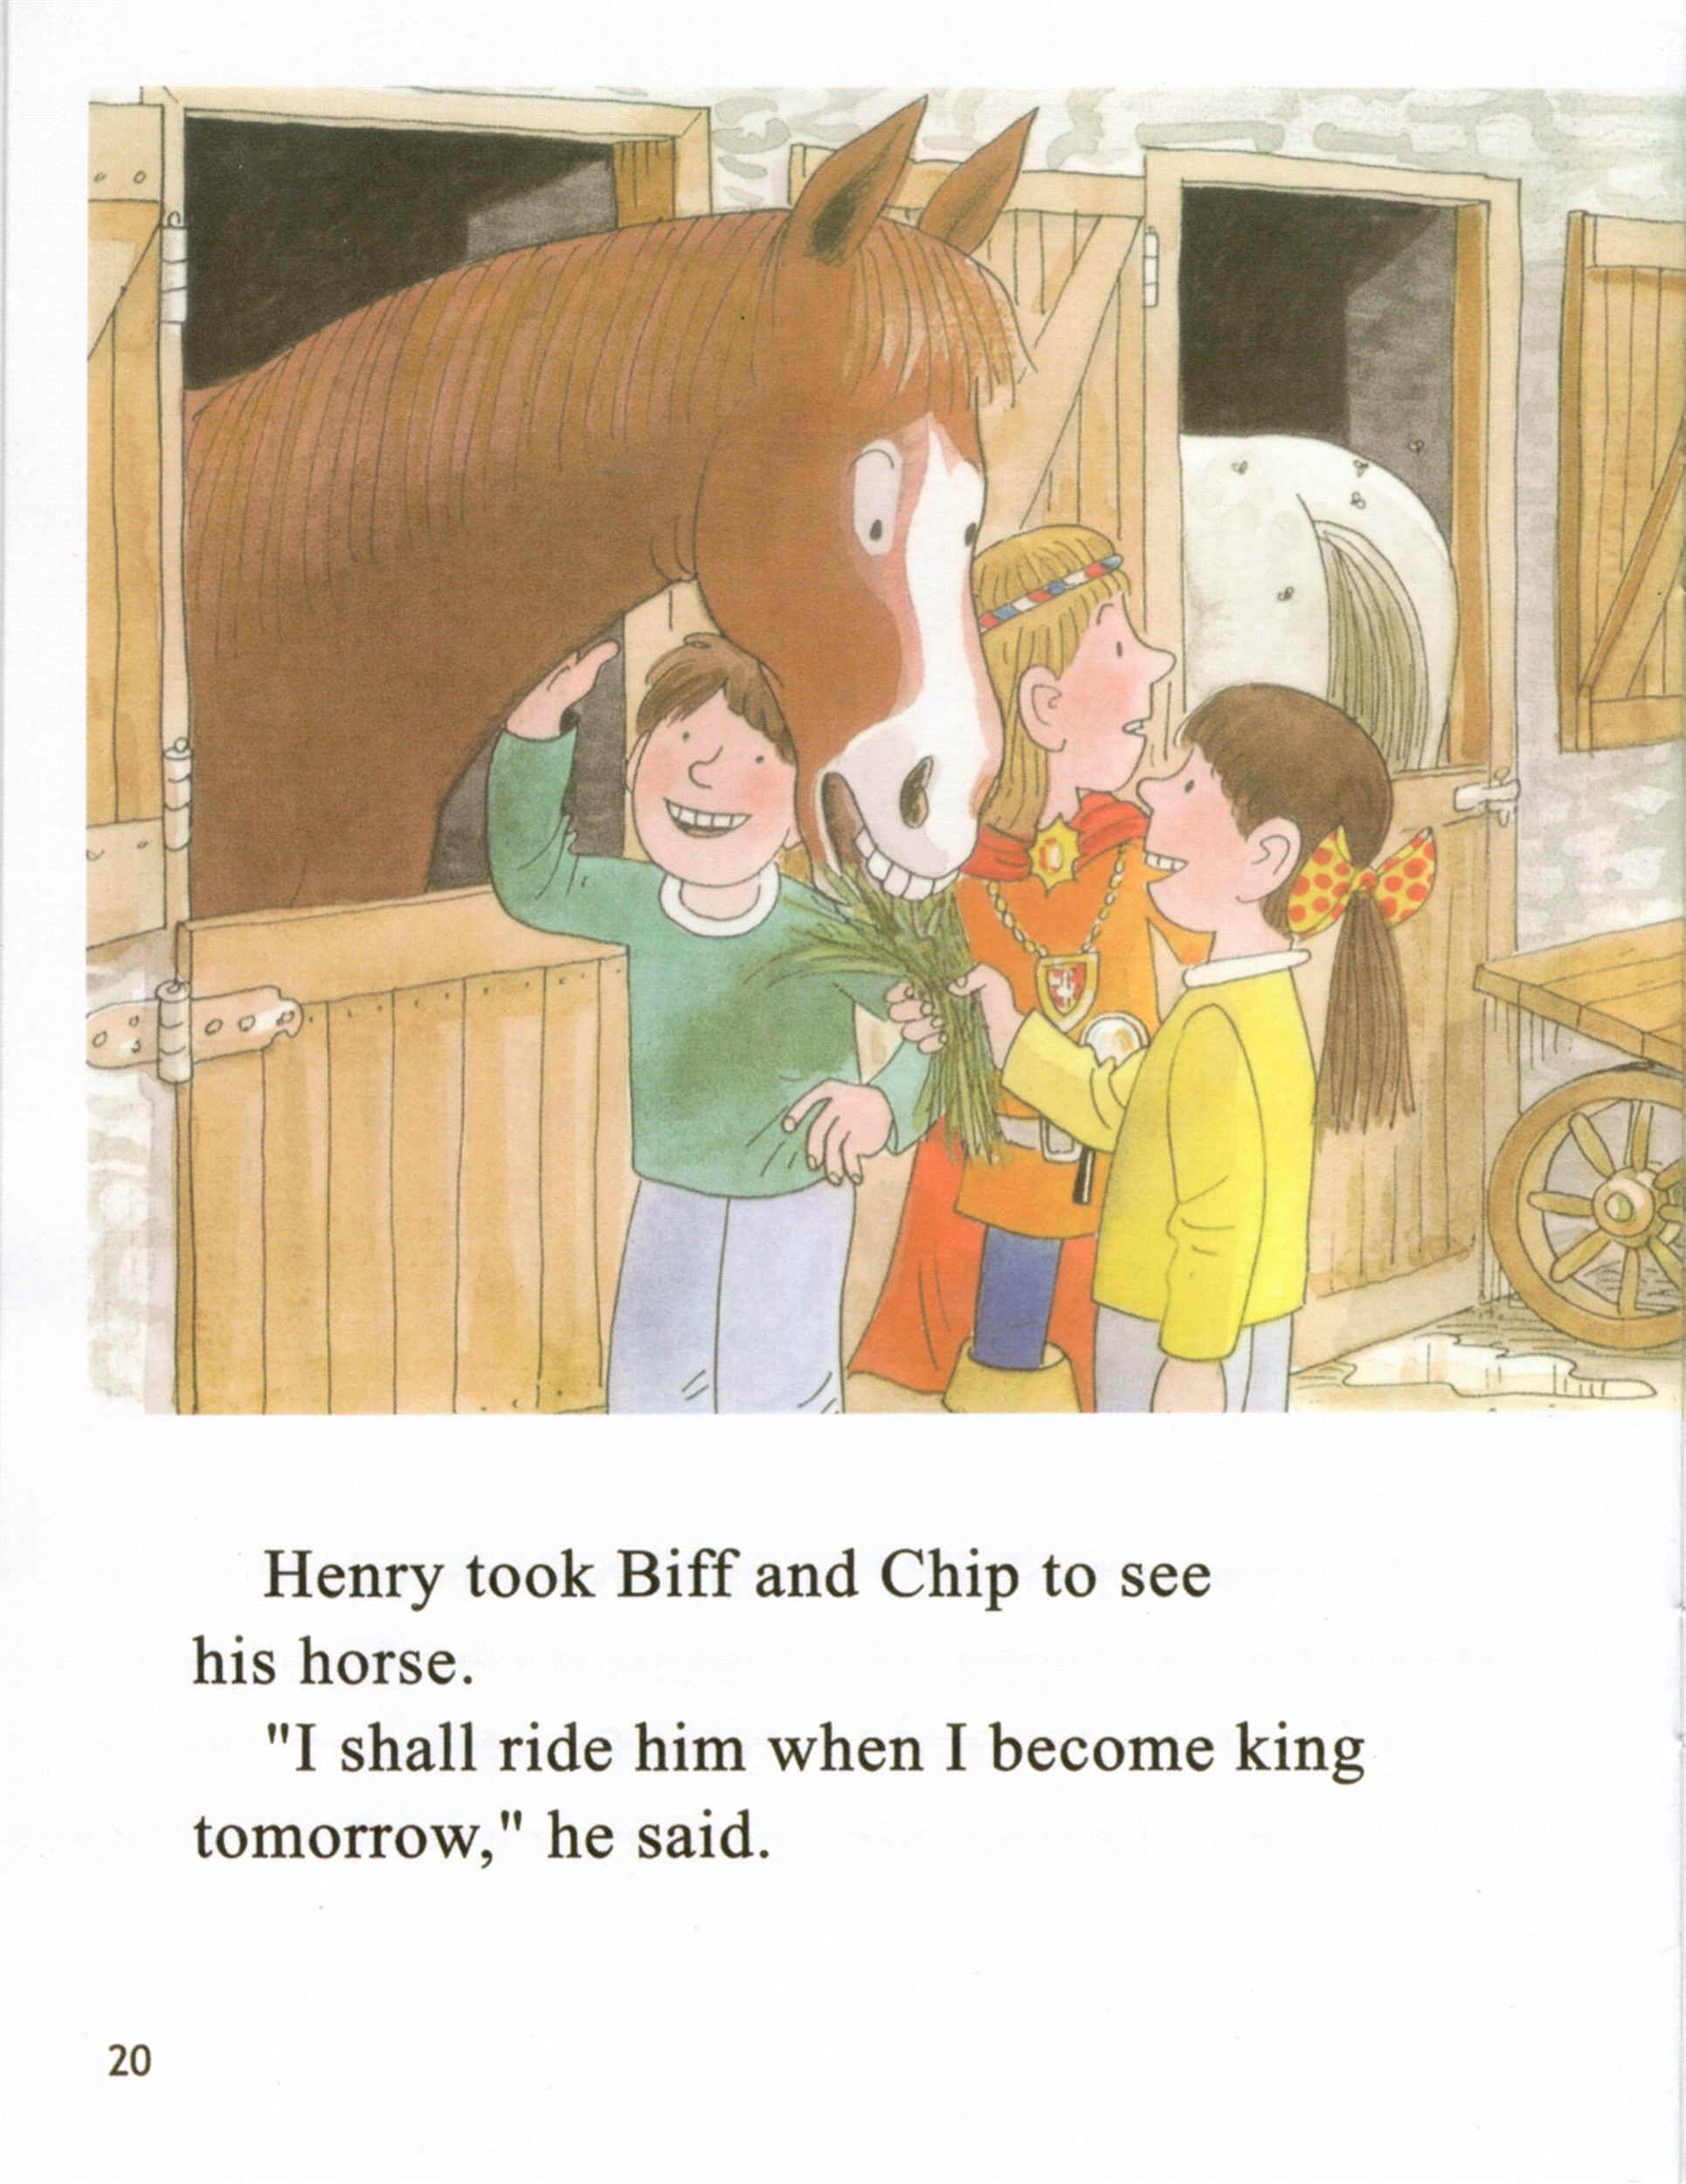 Henry took Biff and Chip to see
his horse.
"I shall ride him when I become king
tomorrow," he said.
20